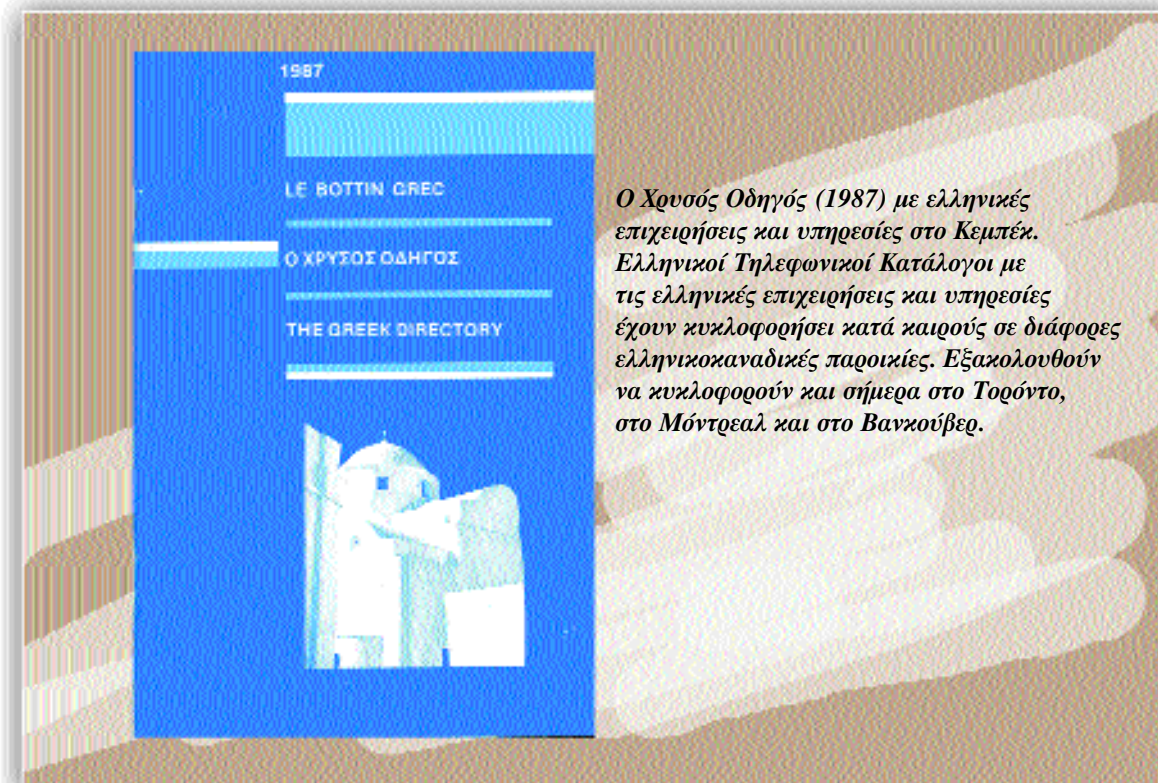 1987
LE BOTTIN GREC
Ο ΧΡΥΣΟΣ ΟΔΗΓΟΣ
THE GREEK DIRECTORY
Ο Χρυσός Οδηγός (1987) με ελληνικές
επιχειρήσεις και υπηρεσίες στο Κεμπέκ.
Ελληνικοί Τηλεφωνικοί Κατάλογοι με
τις ελληνικές επιχειρήσεις και υπηρεσίες
έχουν κυκλοφορήσει κατά καιρούς σε διάφορες
ελληνικοκαναδικές παροικίες. Εξακολουθούν
να κυκλοφορούν και σήμερα στο Τορόντο,
στο Μόντρεαλ και στο Βανκούβερ.